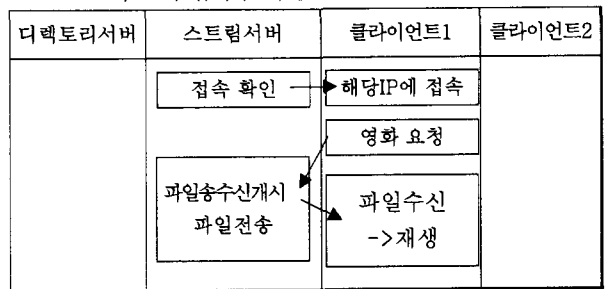 디렉토리서버 스트림서버 클라이언트1 클라이언트2
접속 확인 해당IP에 접속
영화 요청
파일송수신개시
파일전송
파일수신
->재생